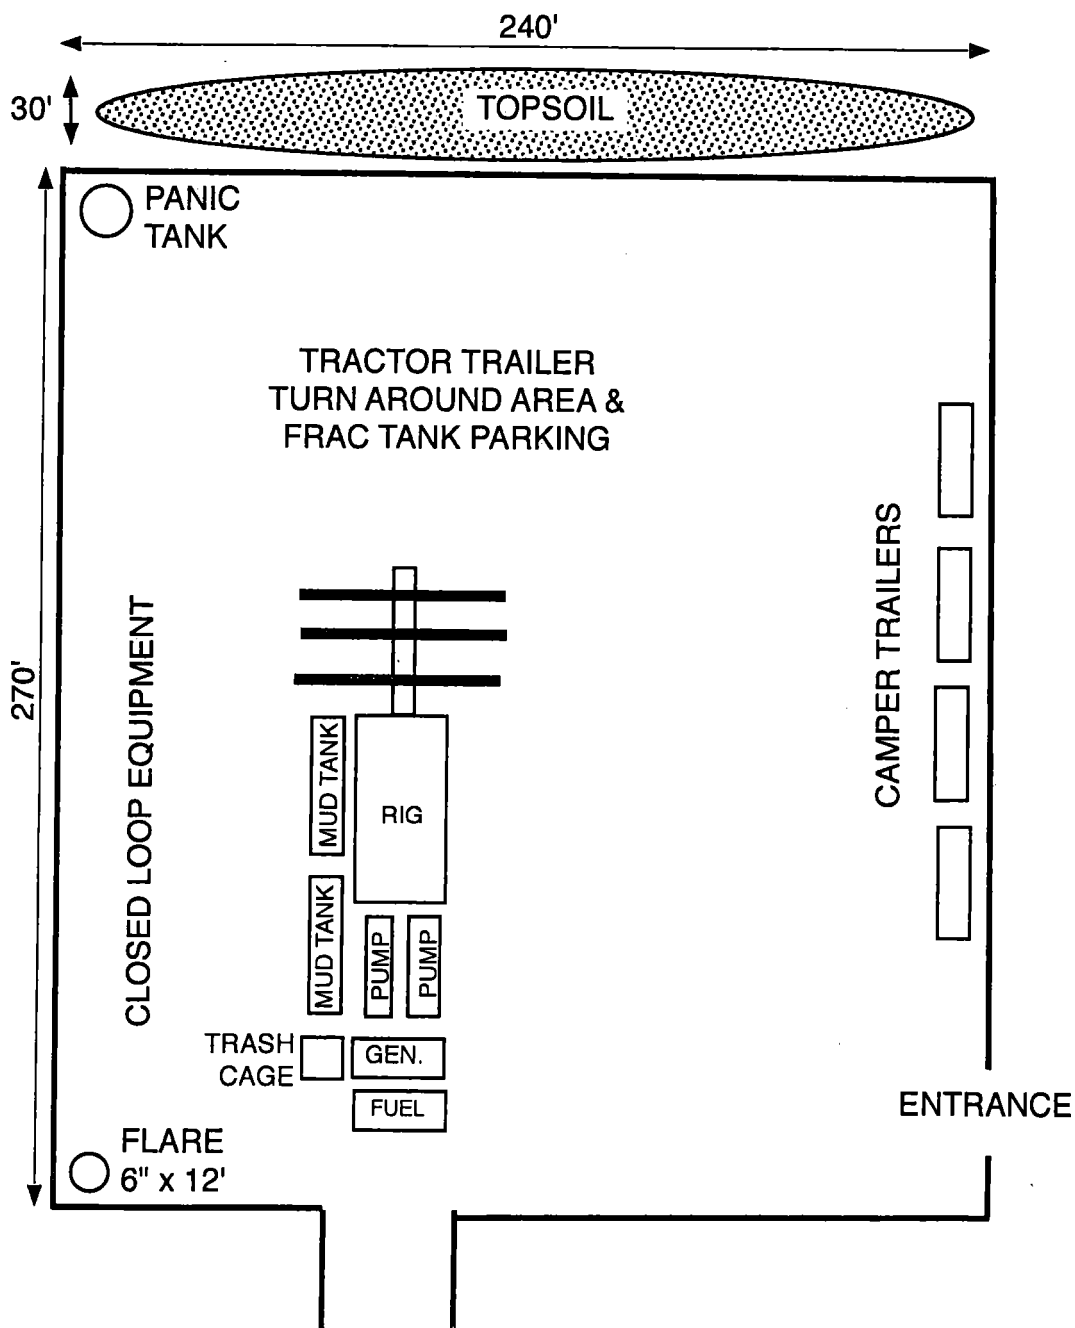 240'
30'
TOPSOIL
PANIC
TANK
TRACTOR TRAILER
TURN AROUND AREA &
FRAC TANK PARKING
270'
CLOSED LOOP EQUIPMENT
CAMPER TRAILERS
MUD TANK
RIG
MUD TANK
PUMP
PUMP
TRASH
CAGE
GEN.
FUEL
ENTRANCE
FLARE
6" x 12'